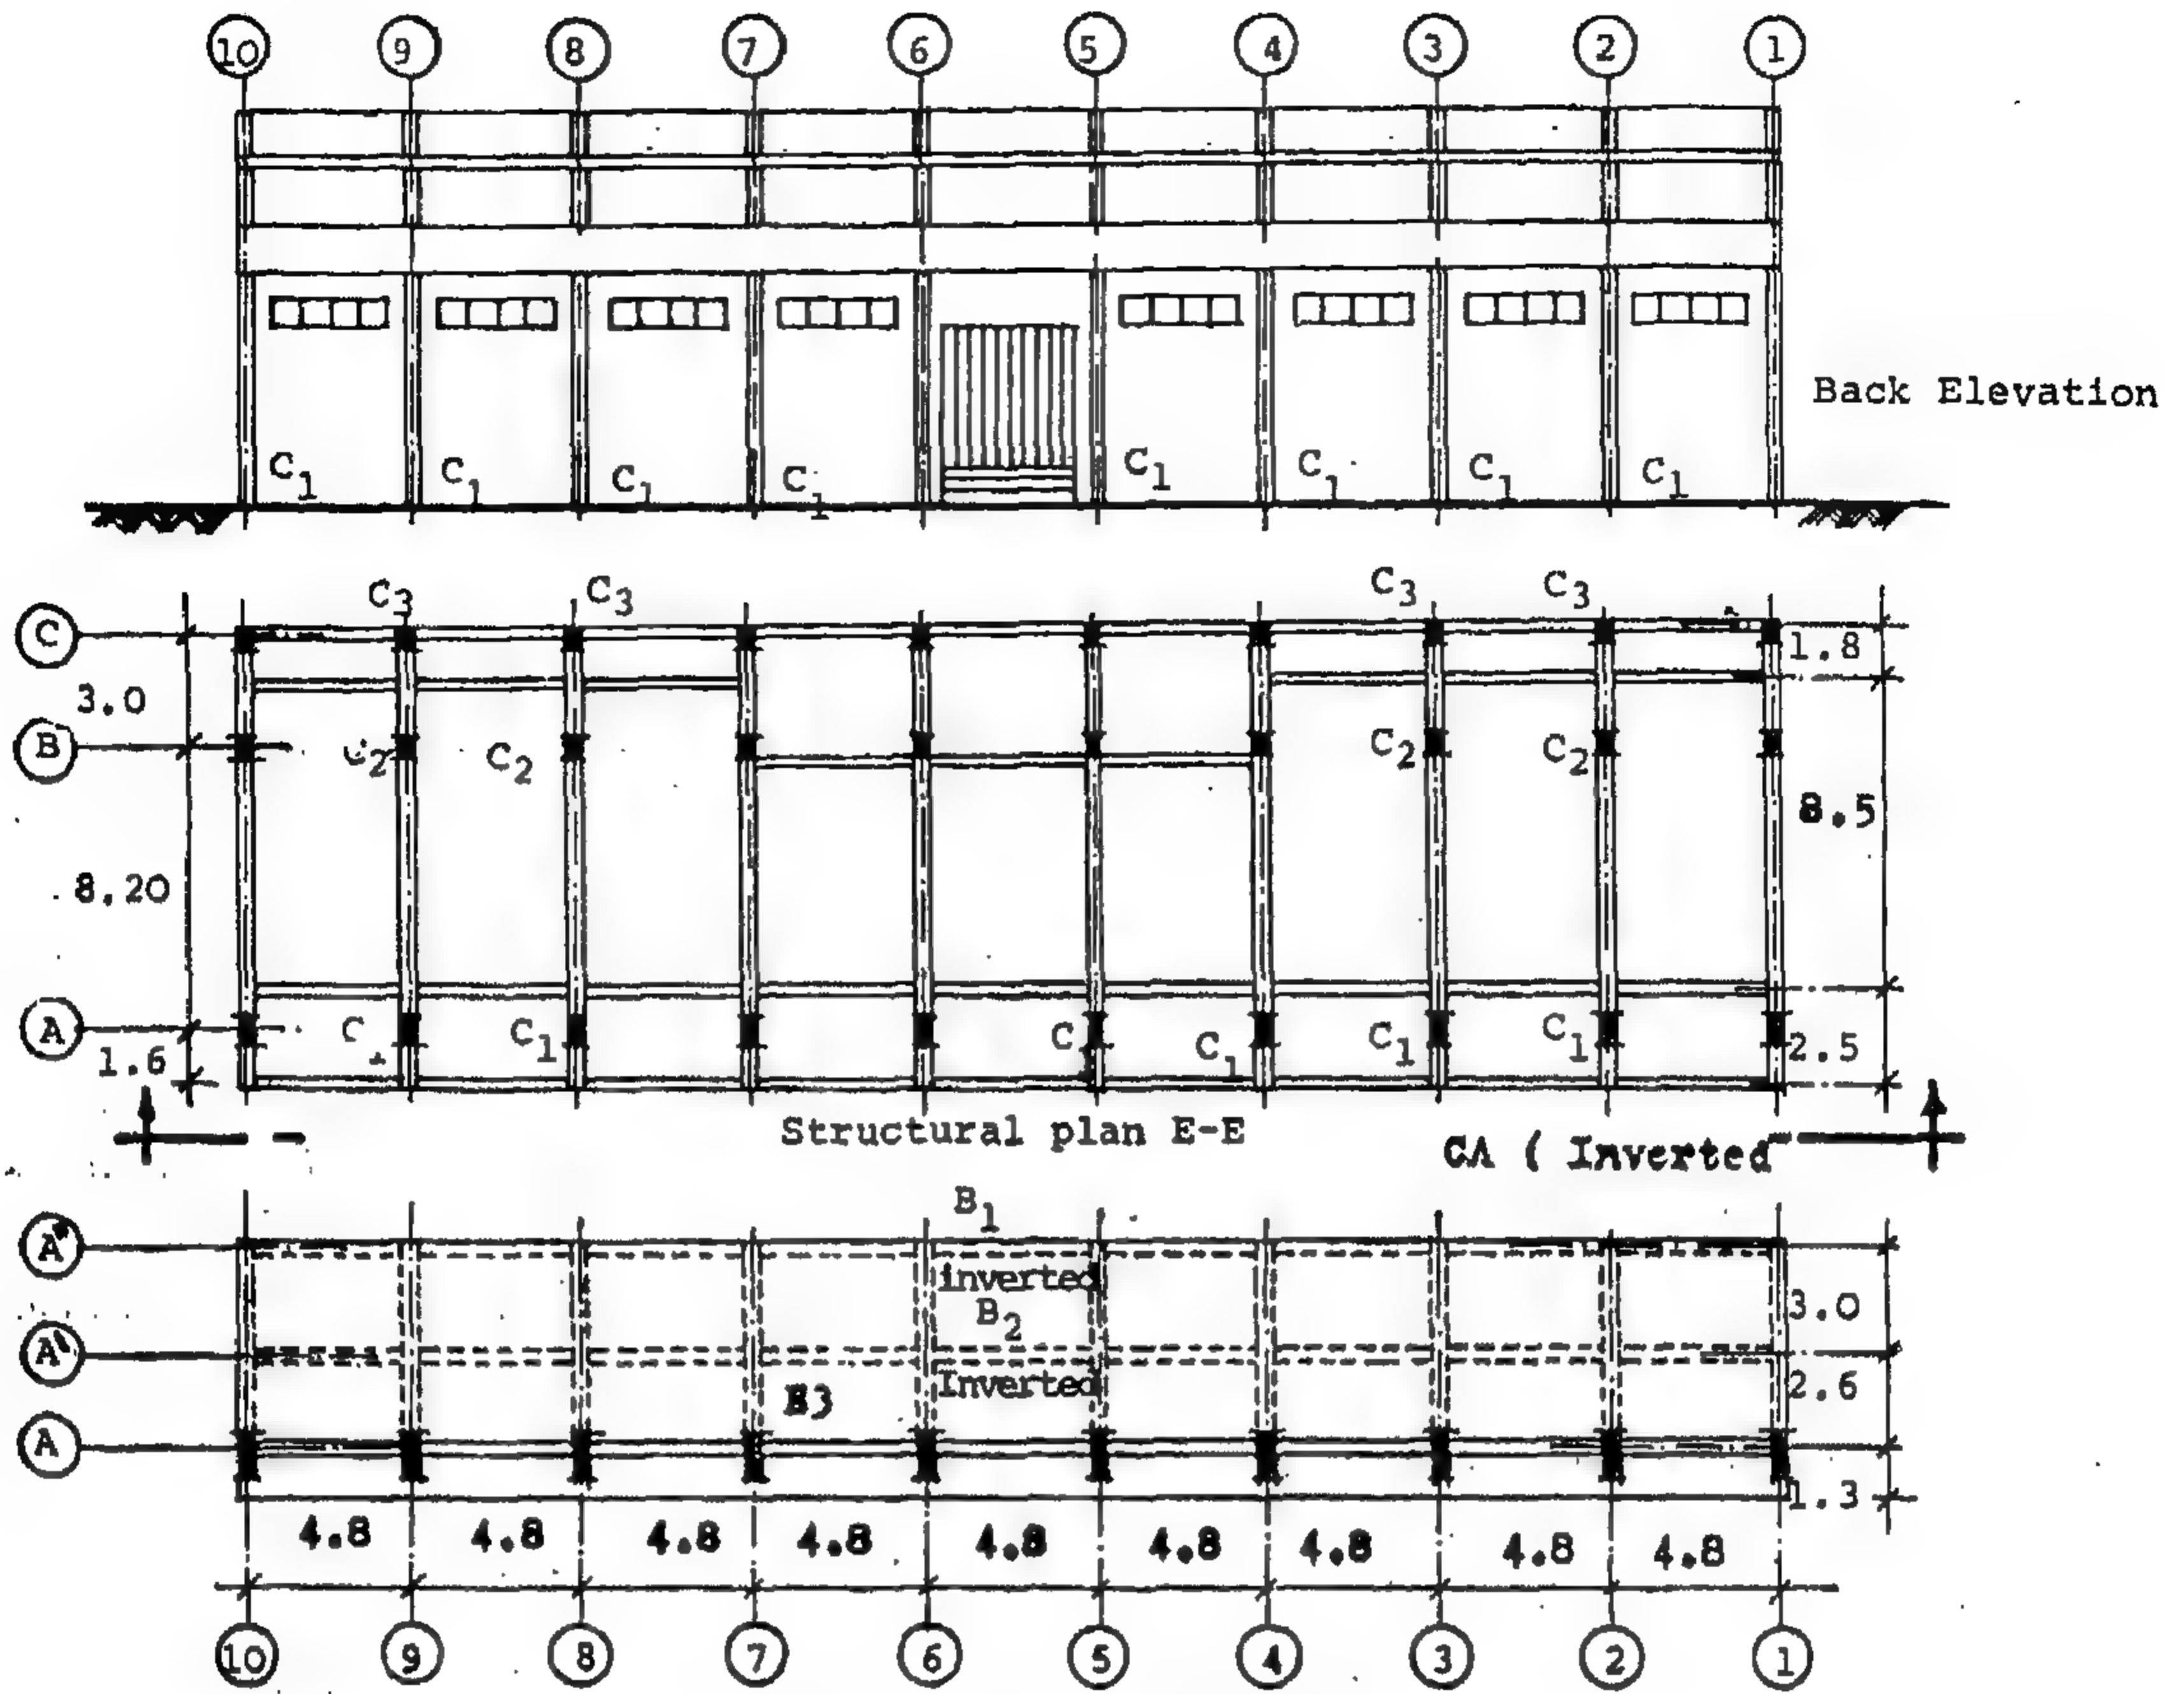 10 9 8 7 6 5 4 3 2 1
Back Elevation
C1 C1 C1 C1 C1 C1 C1 C1
C3 C3 C3 C3
C
1.8
3.0
B
C2 C2 C2 C2
8.5
8.20
A
C1 C1 C1 C1 C1
2.5
1.6
Structural plan E-E
CA ( Inverted
B1
A"
inverted
3.0
B2
A'
Inverted
2.6
B3
A
1.3
4.8 4.8 4.8 4.8 4.8 4.8 4.8 4.8 4.8
10 9 8 7 6 5 4 3 2 1